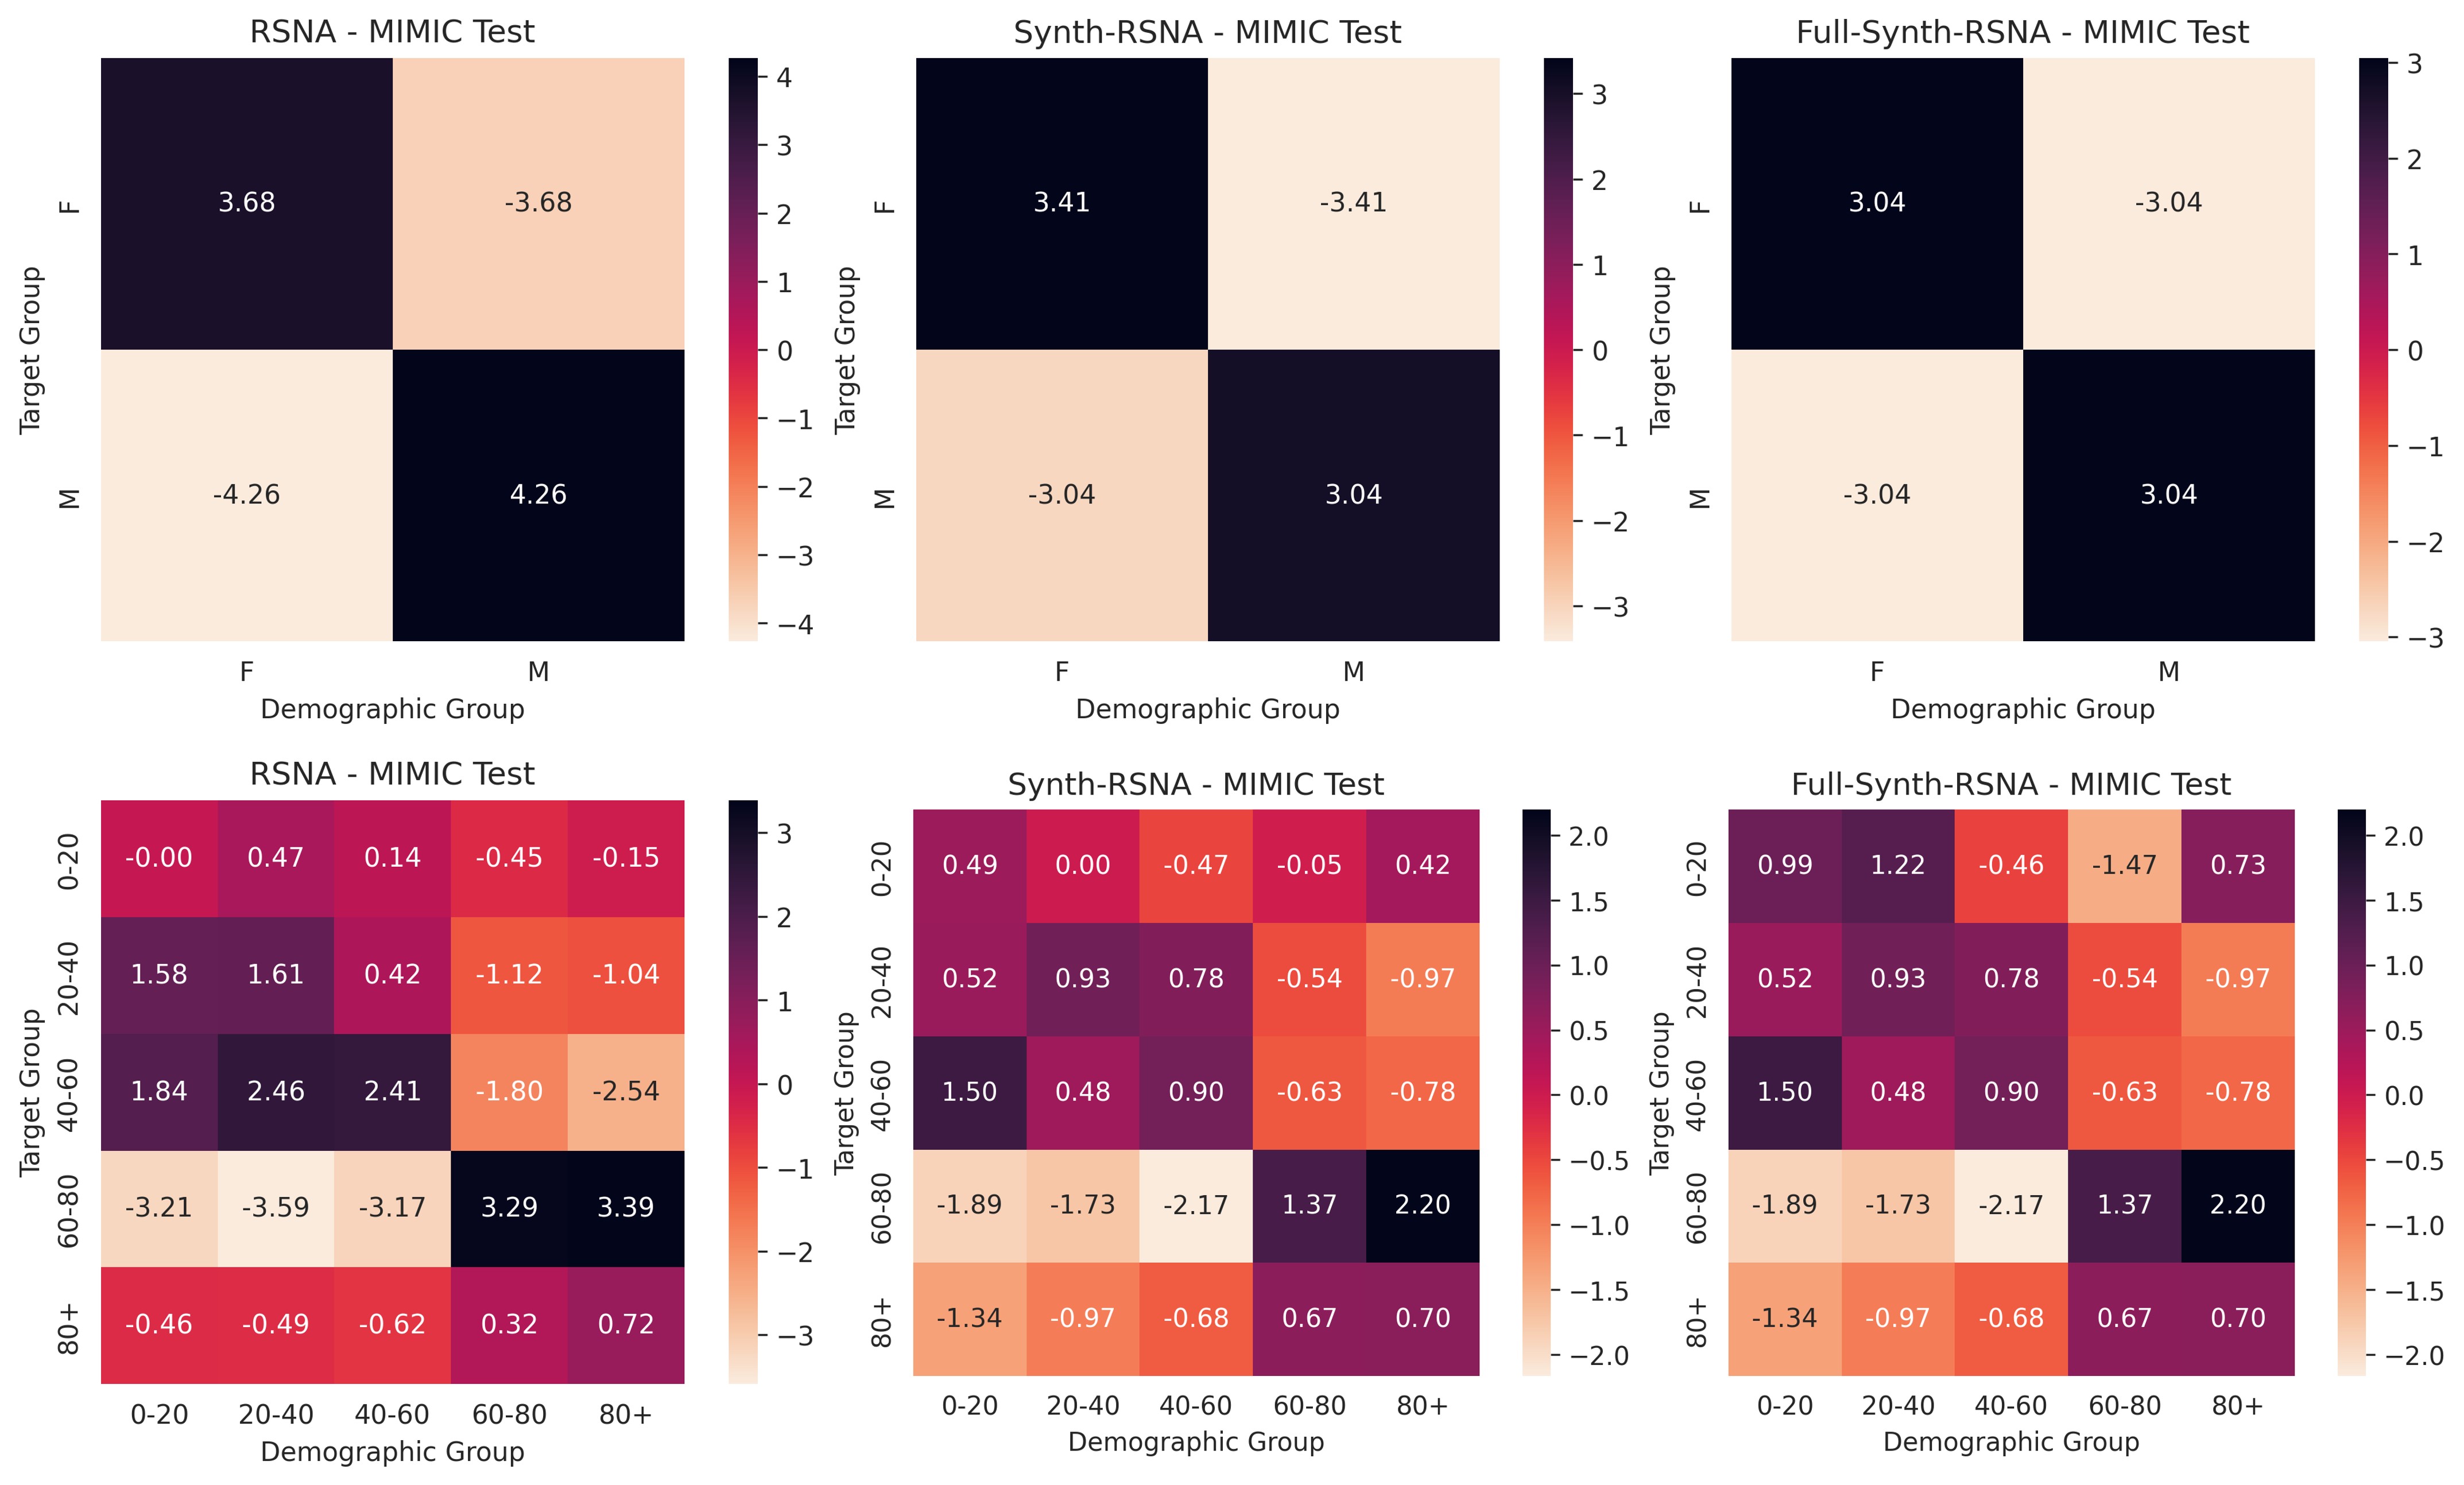 RSNA - MIMIC Test
Target Group
F
M
3.68 -3.68
-4.26 4.26
F M
Demographic Group
4
3
2
1
0
−1
−2
−3
−4
Synth-RSNA - MIMIC Test
Target Group
F
M
3.41 -3.41
-3.04 3.04
F M
Demographic Group
3
2
1
0
−1
−2
−3
Full-Synth-RSNA - MIMIC Test
Target Group
F
M
3.04 -3.04
-3.04 3.04
F M
Demographic Group
3
2
1
0
−1
−2
−3
RSNA - MIMIC Test
Target Group
0-20 -0.00 0.47 0.14 -0.45 -0.15
20-40 1.58 1.61 0.42 -1.12 -1.04
40-60 1.84 2.46 2.41 -1.80 -2.54
60-80 -3.21 -3.59 -3.17 3.29 3.39
80+ -0.46 -0.49 -0.62 0.32 0.72
0-20 20-40 40-60 60-80 80+
Demographic Group
3
2
1
0
−1
−2
−3
Synth-RSNA - MIMIC Test
Target Group
0-20 0.49 0.00 -0.47 -0.05 0.42
20-40 0.52 0.93 0.78 -0.54 -0.97
40-60 1.50 0.48 0.90 -0.63 -0.78
60-80 -1.89 -1.73 -2.17 1.37 2.20
80+ -1.34 -0.97 -0.68 0.67 0.70
0-20 20-40 40-60 60-80 80+
Demographic Group
2.0
1.5
1.0
0.5
0.0
−0.5
−1.0
−1.5
−2.0
Full-Synth-RSNA - MIMIC Test
Target Group
0-20 0.99 1.22 -0.46 -1.47 0.73
20-40 0.52 0.93 0.78 -0.54 -0.97
40-60 1.50 0.48 0.90 -0.63 -0.78
60-80 -1.89 -1.73 -2.17 1.37 2.20
80+ -1.34 -0.97 -0.68 0.67 0.70
0-20 20-40 40-60 60-80 80+
Demographic Group
2.0
1.5
1.0
0.5
0.0
−0.5
−1.0
−1.5
−2.0